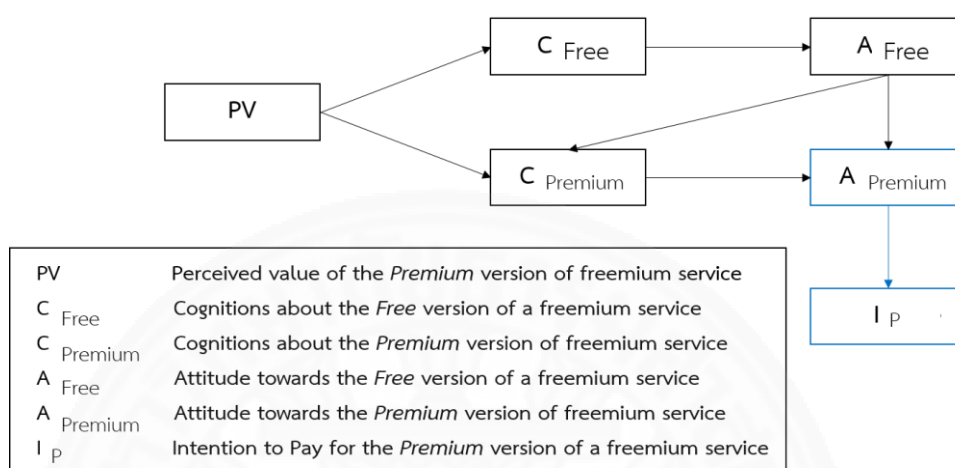 C Free
A Free
PV
C Premium
A Premium
I P
PV Perceived value of the Premium version of freemium service
C Free Cognitions about the Free version of a freemium service
C Premium Cognitions about the Premium version of freemium service
A Free Attitude towards the Free version of a freemium service
A Premium Attitude towards the Premium version of freemium service
I P Intention to Pay for the Premium version of a freemium service